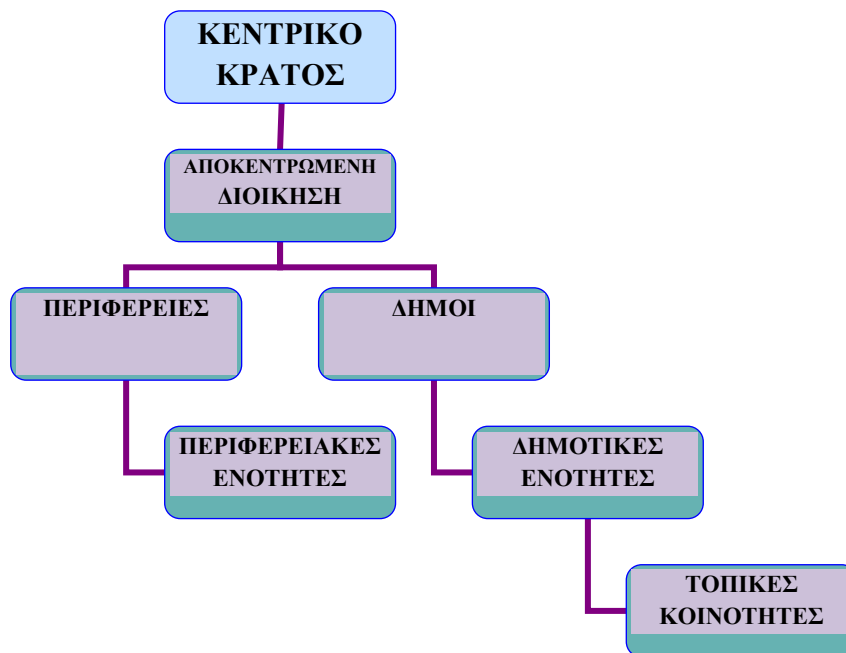 ΚΕΝΤΡΙΚΟ
ΚΡΑΤΟΣ
ΑΠΟΚΕΝΤΡΩΜΕΝΗ
ΔΙΟΙΚΗΣΗ
ΠΕΡΙΦΕΡΕΙΕΣ
ΔΗΜΟΙ
ΠΕΡΙΦΕΡΕΙΑΚΕΣ
ΕΝΟΤΗΤΕΣ
ΔΗΜΟΤΙΚΕΣ
ΕΝΟΤΗΤΕΣ
ΤΟΠΙΚΕΣ
ΚΟΙΝΟΤΗΤΕΣ